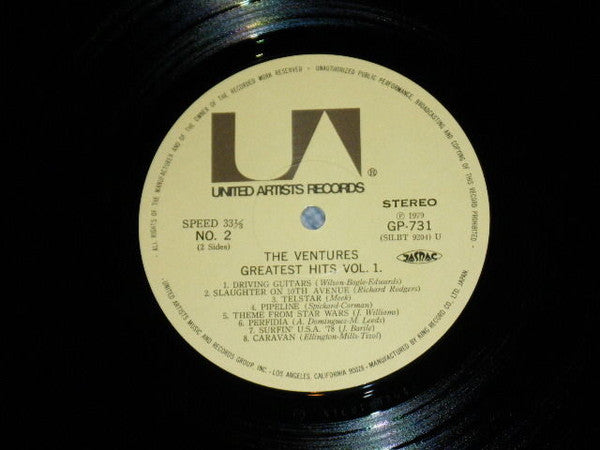 - ALL RIGHTS OF THE MANUFACTURER AND OF THE OWNER OF THE RECORDED WORK RESERVED - UNAUTHORIZED PUBLIC PERFORMANCE, BROADCASTING AND COPYING OF THIS RECORD PROHIBITED -
UA®
UNITED ARTISTS RECORDS
SPEED 33⅓
NO. 2
(2 Sides)
STEREO
℗ 1979
GP-731
(SILBT 9204) U
JASRAC
THE VENTURES
GREATEST HITS VOL. 1.
1. DRIVING GUITARS (Wilson-Bogle-Edwards)
2. SLAUGHTER ON 10TH AVENUE (Richard Rodgers)
3. TELSTAR (Meek)
4. PIPELINE (Spickard-Carman)
5. THEME FROM STAR WARS (J. Williams)
6. PERFIDIA (A. Dominguez-M. Leeds)
7. SURFIN' U.S.A. '78 (J. Barile)
8. CARAVAN (Ellington-Mills-Tizol)
UNITED ARTISTS MUSIC AND RECORDS GROUP, INC. - LOS ANGELES, CALIFORNIA 90028 - MANUFACTURED BY KING RECORD CO., LTD. JAPAN.